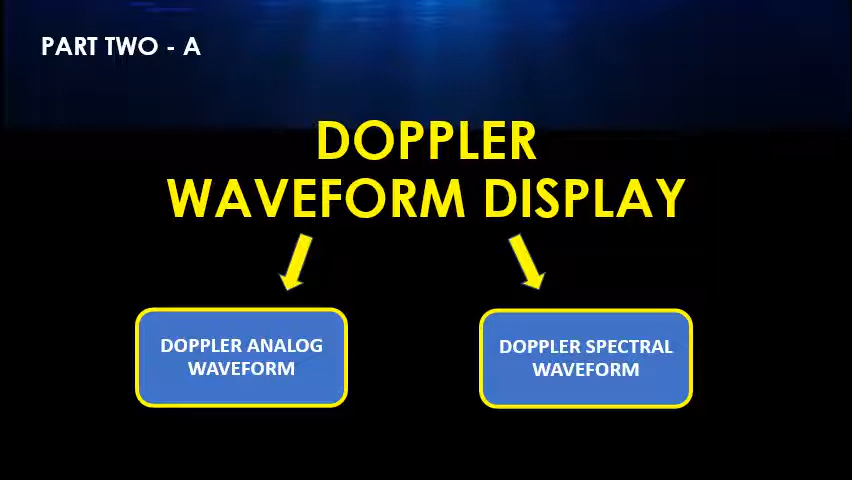 PART TWO - A
DOPPLER
WAVEFORM DISPLAY
DOPPLER ANALOG
WAVEFORM
DOPPLER SPECTRAL
WAVEFORM